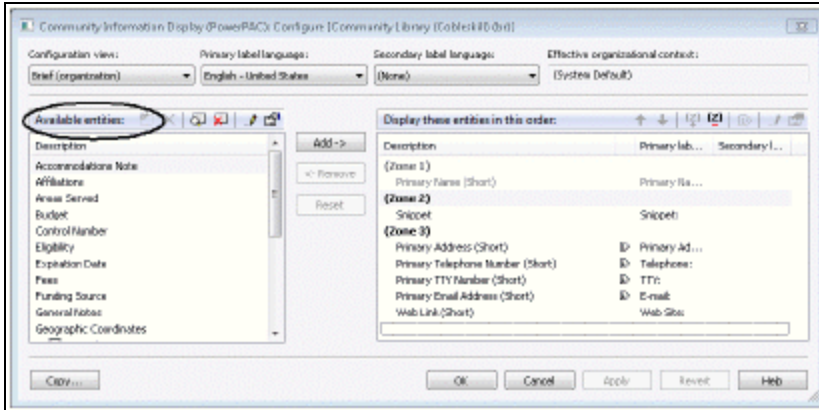 Community Information Display (PowerPAC): Configure [Community Library (Cobleskill) (br)]
Configuration view: Primary label language: Secondary label language: Effective organizational context:
Brief (organization) English - United States (None) (System Default)
Available entities: Display these entities in this order:
Description Add -> Description Primary lab... Secondary l...
Accommodations Note <- Remove (Zone 1)
Affiliations Primary Name (Short) Primary Na...
Areas Served Reset (Zone 2)
Budget Snippet Snippet:
Control Number (Zone 3)
Eligibility Primary Address (Short) Primary Ad...
Expiration Date Primary Telephone Number (Short) Telephone:
Fees Primary TTY Number (Short) TTY:
Funding Source Primary Email Address (Short) E-mail:
General Notes Web Link (Short) Web Site:
Geographic Coordinates
Copy... OK Cancel Apply Revert Help